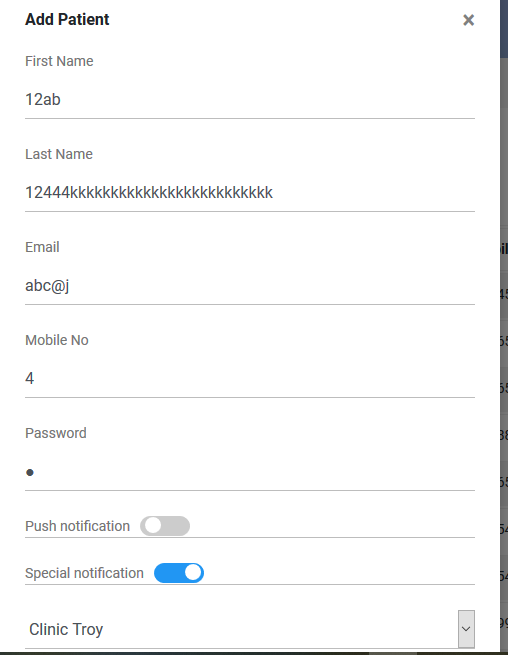 Add Patient
First Name
12ab
Last Name
12444kkkkkkkkkkkkkkkkkkkkkkkkk
Email
abc@j
Mobile No
4
Password
Push notification
Special notification
Clinic Troy